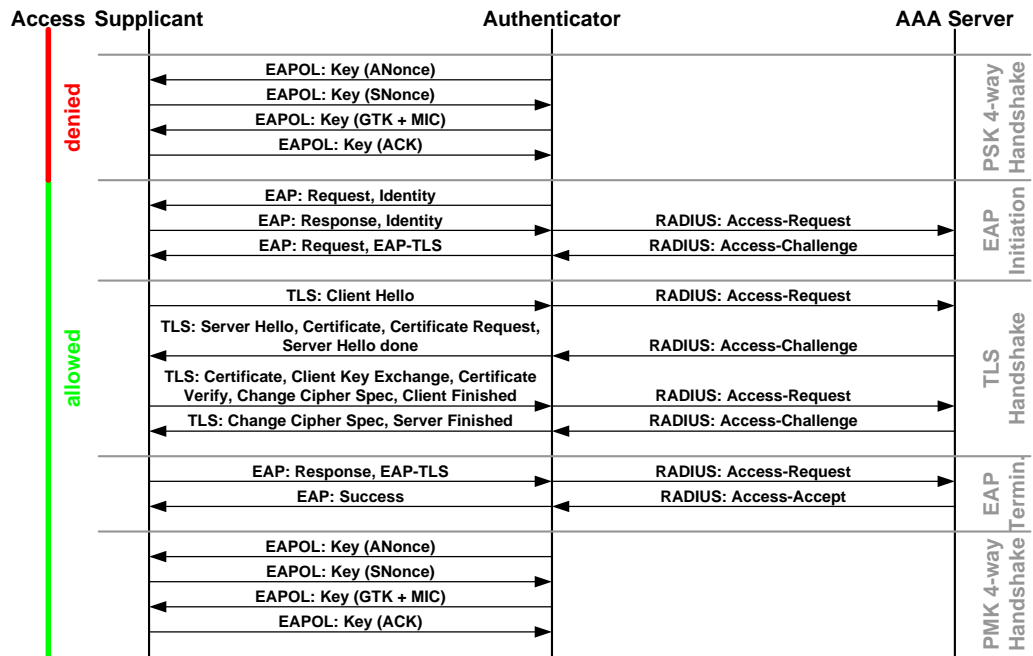 Access Supplicant Authenticator AAA Server
denied
EAPOL: Key (ANonce)
EAPOL: Key (SNonce)
EAPOL: Key (GTK + MIC)
EAPOL: Key (ACK)
PSK 4-way
Handshake
allowed
EAP: Request, Identity
EAP: Response, Identity RADIUS: Access-Request
EAP: Request, EAP-TLS RADIUS: Access-Challenge
EAP
Initiation
TLS: Client Hello RADIUS: Access-Request
TLS: Server Hello, Certificate, Certificate Request,
Server Hello done RADIUS: Access-Challenge
TLS: Certificate, Client Key Exchange, Certificate
Verify, Change Cipher Spec, Client Finished RADIUS: Access-Request
TLS: Change Cipher Spec, Server Finished RADIUS: Access-Challenge
TLS
Handshake
EAP: Response, EAP-TLS RADIUS: Access-Request
EAP: Success RADIUS: Access-Accept
EAP
Termin.
EAPOL: Key (ANonce)
EAPOL: Key (SNonce)
EAPOL: Key (GTK + MIC)
EAPOL: Key (ACK)
PMK 4-way
Handshake